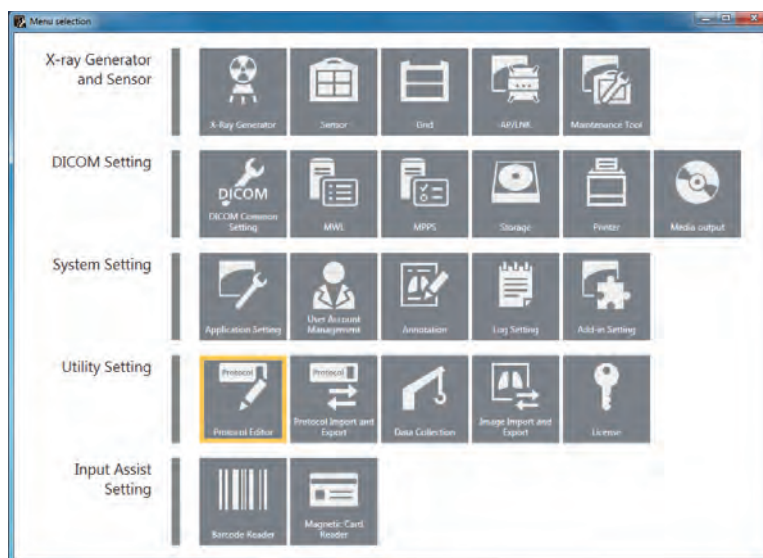 Menu selection
X-ray Generator
and Sensor
X-Ray Generator
Sensor
Grid
AP/LNK
Maintenance Tool
DICOM Setting
DICOM
DICOM Common
Setting
MWL
MPPS
Storage
Printer
Media output
System Setting
Application Setting
User Account
Management
Annotation
Log Setting
Add-in Setting
Utility Setting
Protocol
Protocol Editor
Protocol
Protocol Import and
Export
Data Collection
Image Import and
Export
License
Input Assist
Setting
Barcode Reader
Magnetic Card
Reader